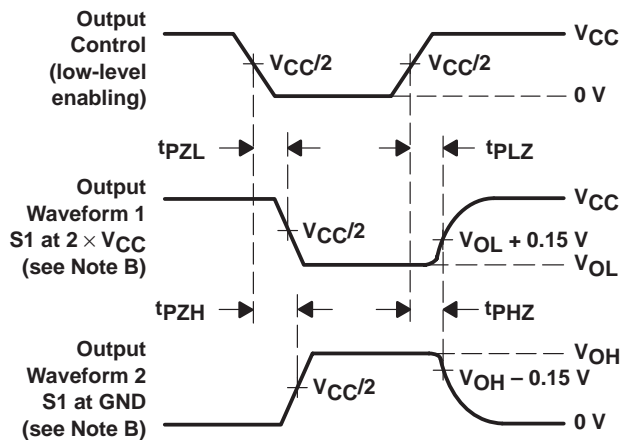 Output
Control
(low-level
enabling)
VCC
VCC/2
VCC/2
0 V
tPZL
tPLZ
Output
Waveform 1
S1 at 2 × VCC
(see Note B)
VCC
VCC/2
VOL + 0.15 V
VOL
tPZH
tPHZ
Output
Waveform 2
S1 at GND
(see Note B)
VOH
VCC/2
VOH − 0.15 V
0 V